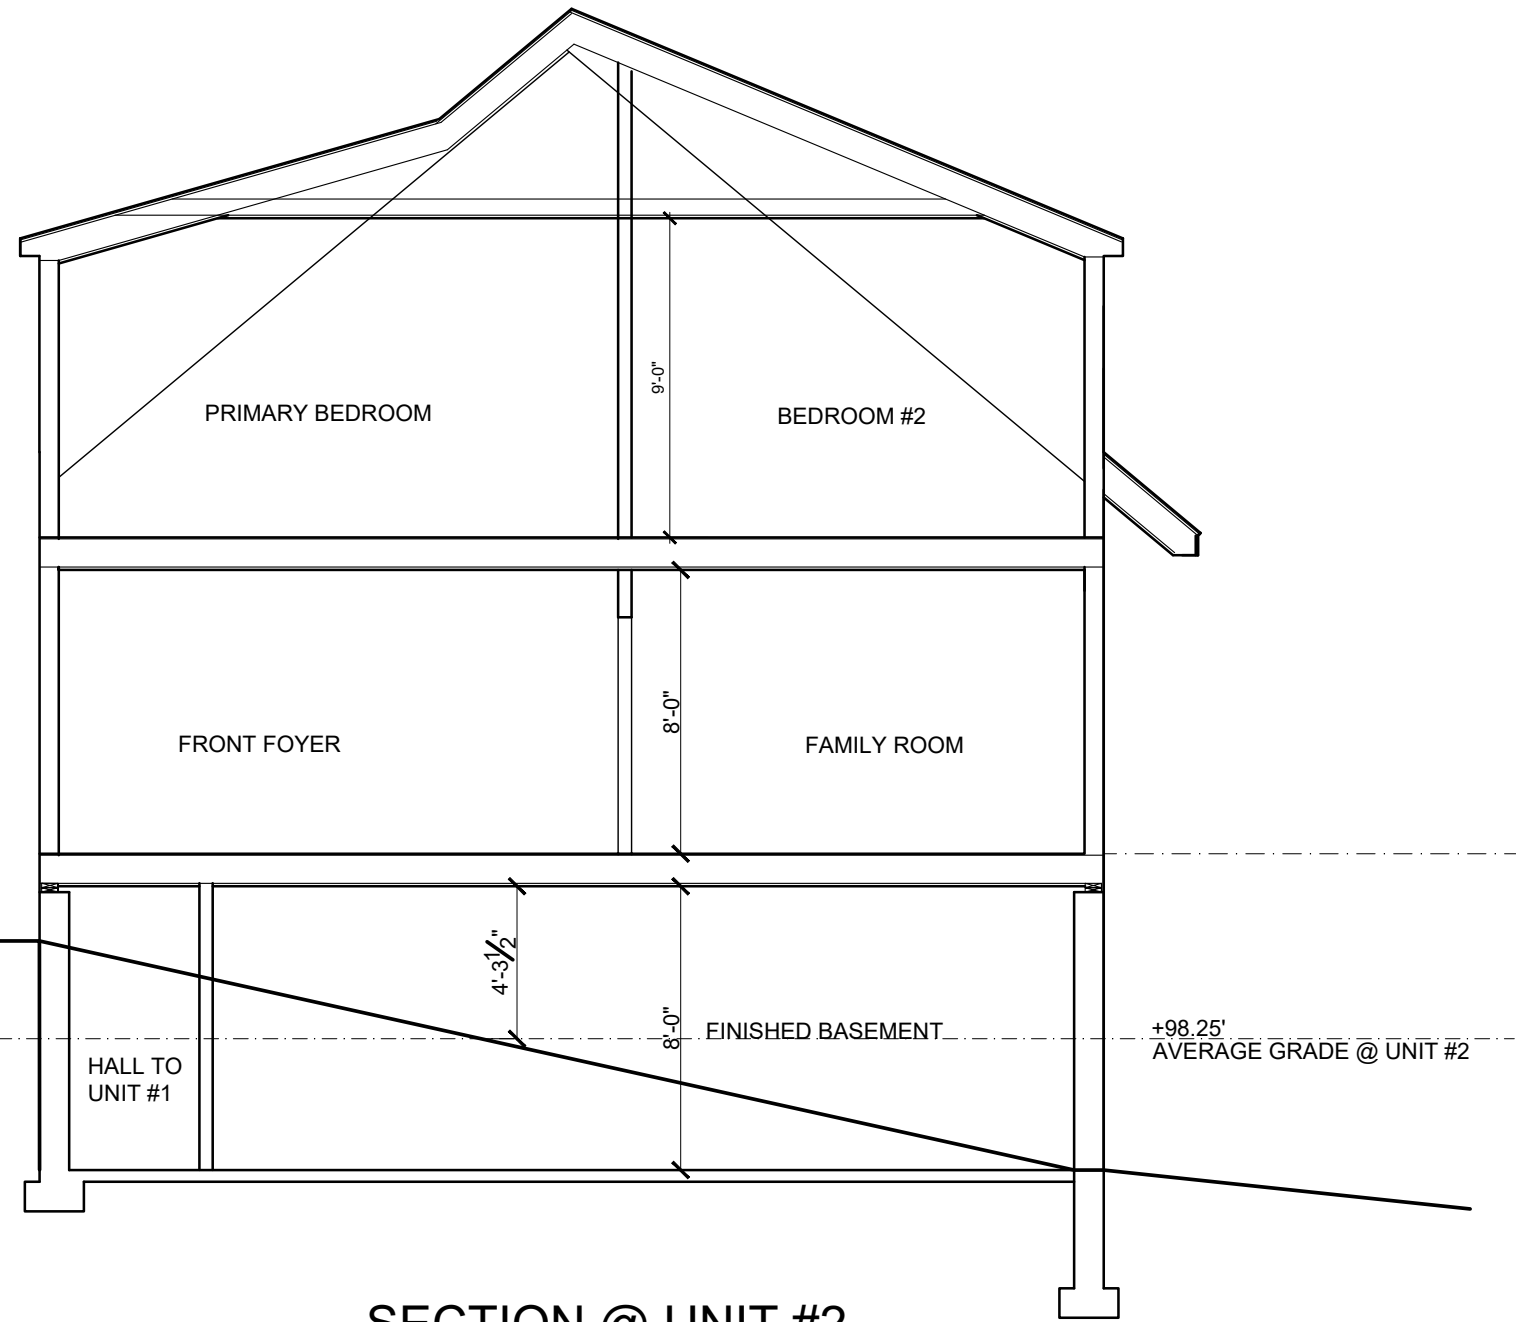 9'-0"
PRIMARY BEDROOM
BEDROOM #2
8'-0"
FRONT FOYER
FAMILY ROOM
4'-3½"
8'-0"
FINISHED BASEMENT
+98.25'
AVERAGE GRADE @ UNIT #2
HALL TO
UNIT #1
SECTION @ UNIT #2